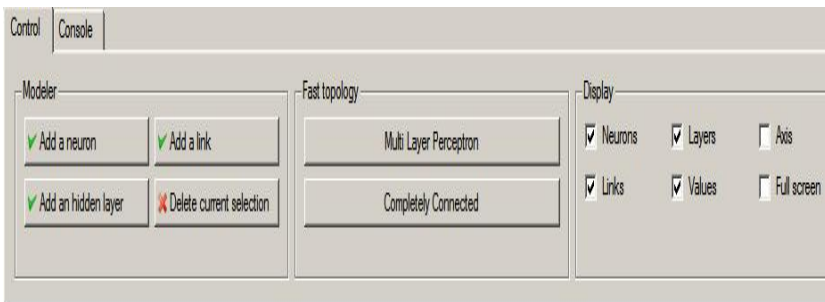 Control Console
Modeler
Add a neuron Add a link
Add an hidden layer Delete current selection
Fast topology
Multi Layer Perceptron
Completely Connected
Display
Neurons Layers Axis
Links Values Full screen